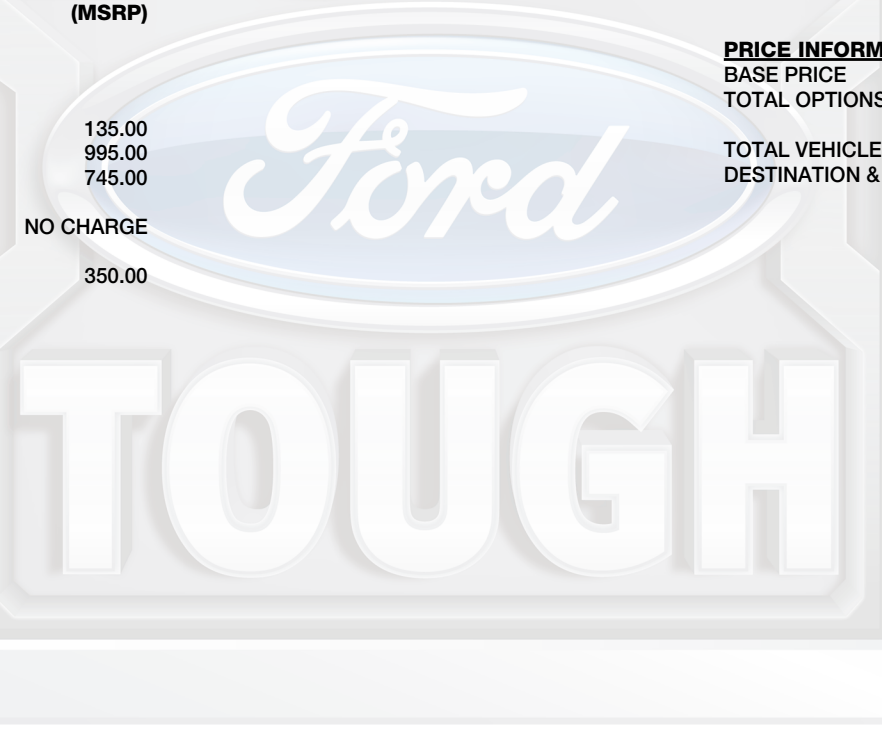 (MSRP)
135.00
995.00
745.00
NO CHARGE
350.00
PRICE INFORM
BASE PRICE
TOTAL OPTIONS
TOTAL VEHICLE
DESTINATION &
Ford
TOUGH